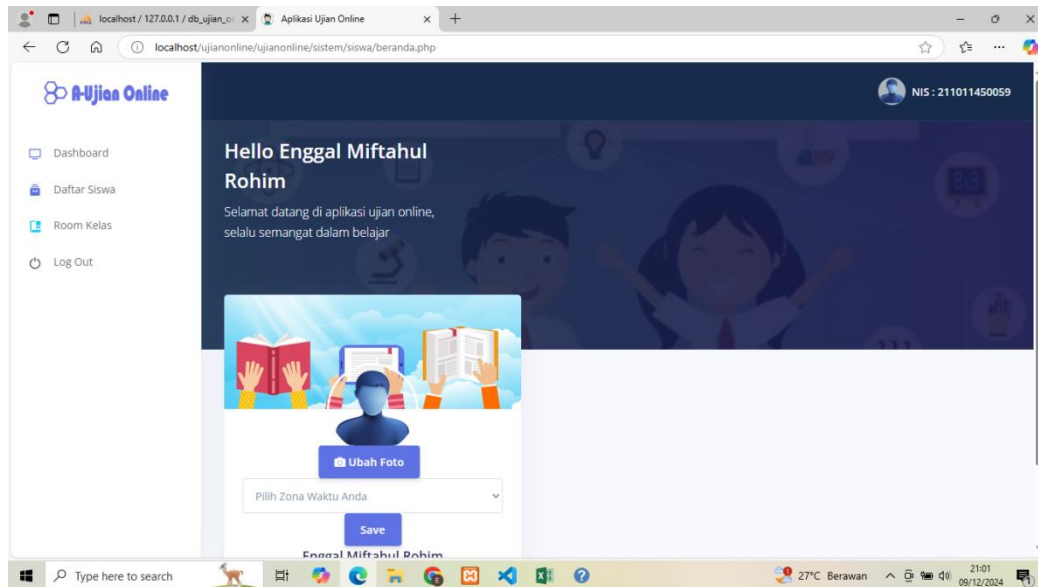 localhost / 127.0.0.1 / db_ujian_or
Aplikasi Ujian Online
localhost/ujianonline/ujianonline/sistem/siswa/beranda.php
A-Ujian Online
NIS : 211011450059
Dashboard
Daftar Siswa
Room Kelas
Log Out
Hello Enggal Miftahul
Rohim
Selamat datang di aplikasi ujian online,
selalu semangat dalam belajar
8x8
Ubah Foto
Pilih Zona Waktu Anda
Save
Enggal Miftahul Rohim
Type here to search
27°C Berawan
21:01
09/12/2024